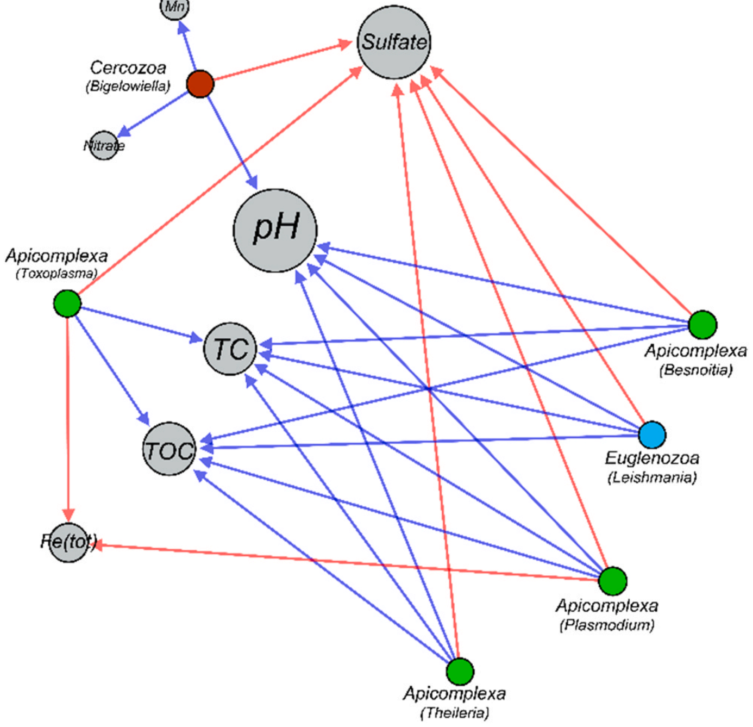 Mn
Sulfate
Cercozoa
(Bigelowiella)
Nitrate
pH
Apicomplexa
(Toxoplasma)
TC
Apicomplexa
(Besnoitia)
TOC
Euglenozoa
(Leishmania)
Fe(tot)
Apicomplexa
(Plasmodium)
Apicomplexa
(Theileria)